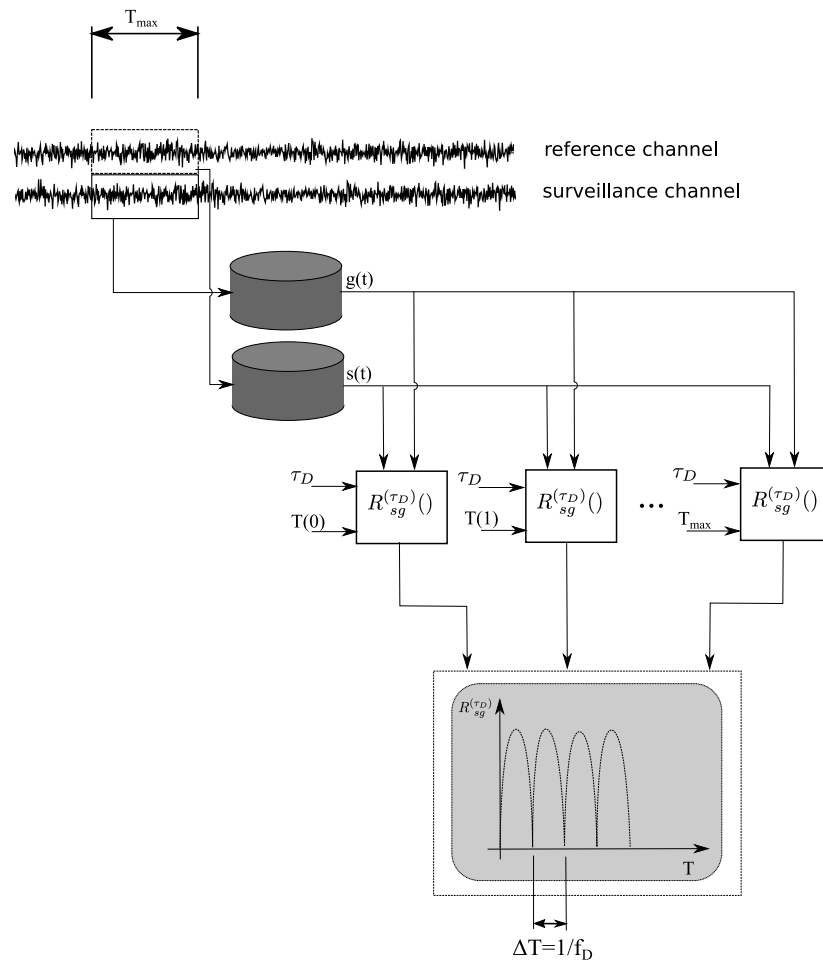 T_max
reference channel
surveillance channel
g(t)
s(t)
τ_D
R_sg^(τ_D)()
T(0)
τ_D
R_sg^(τ_D)()
T(1)
...
τ_D
R_sg^(τ_D)()
T_max
R_sg^(τ_D)
T
ΔT=1/f_D